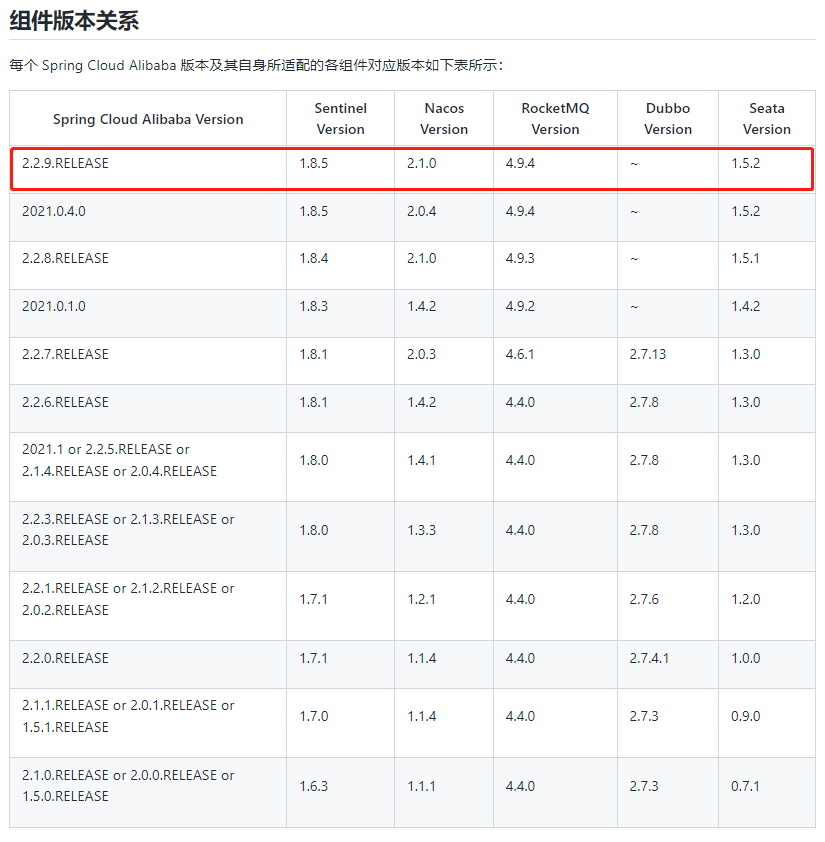 组件版本关系
每个 Spring Cloud Alibaba 版本及其自身所适配的各组件对应版本如下表所示：
Spring Cloud Alibaba Version Sentinel Version Nacos Version RocketMQ Version Dubbo Version Seata Version
2.2.9.RELEASE 1.8.5 2.1.0 4.9.4 ~ 1.5.2
2021.0.4.0 1.8.5 2.0.4 4.9.4 ~ 1.5.2
2.2.8.RELEASE 1.8.4 2.1.0 4.9.3 ~ 1.5.1
2021.0.1.0 1.8.3 1.4.2 4.9.2 ~ 1.4.2
2.2.7.RELEASE 1.8.1 2.0.3 4.6.1 2.7.13 1.3.0
2.2.6.RELEASE 1.8.1 1.4.2 4.4.0 2.7.8 1.3.0
2021.1 or 2.2.5.RELEASE or
2.1.4.RELEASE or 2.0.4.RELEASE 1.8.0 1.4.1 4.4.0 2.7.8 1.3.0
2.2.3.RELEASE or 2.1.3.RELEASE or
2.0.3.RELEASE 1.8.0 1.3.3 4.4.0 2.7.8 1.3.0
2.2.1.RELEASE or 2.1.2.RELEASE or
2.0.2.RELEASE 1.7.1 1.2.1 4.4.0 2.7.6 1.2.0
2.2.0.RELEASE 1.7.1 1.1.4 4.4.0 2.7.4.1 1.0.0
2.1.1.RELEASE or 2.0.1.RELEASE or
1.5.1.RELEASE 1.7.0 1.1.4 4.4.0 2.7.3 0.9.0
2.1.0.RELEASE or 2.0.0.RELEASE or
1.5.0.RELEASE 1.6.3 1.1.1 4.4.0 2.7.3 0.7.1